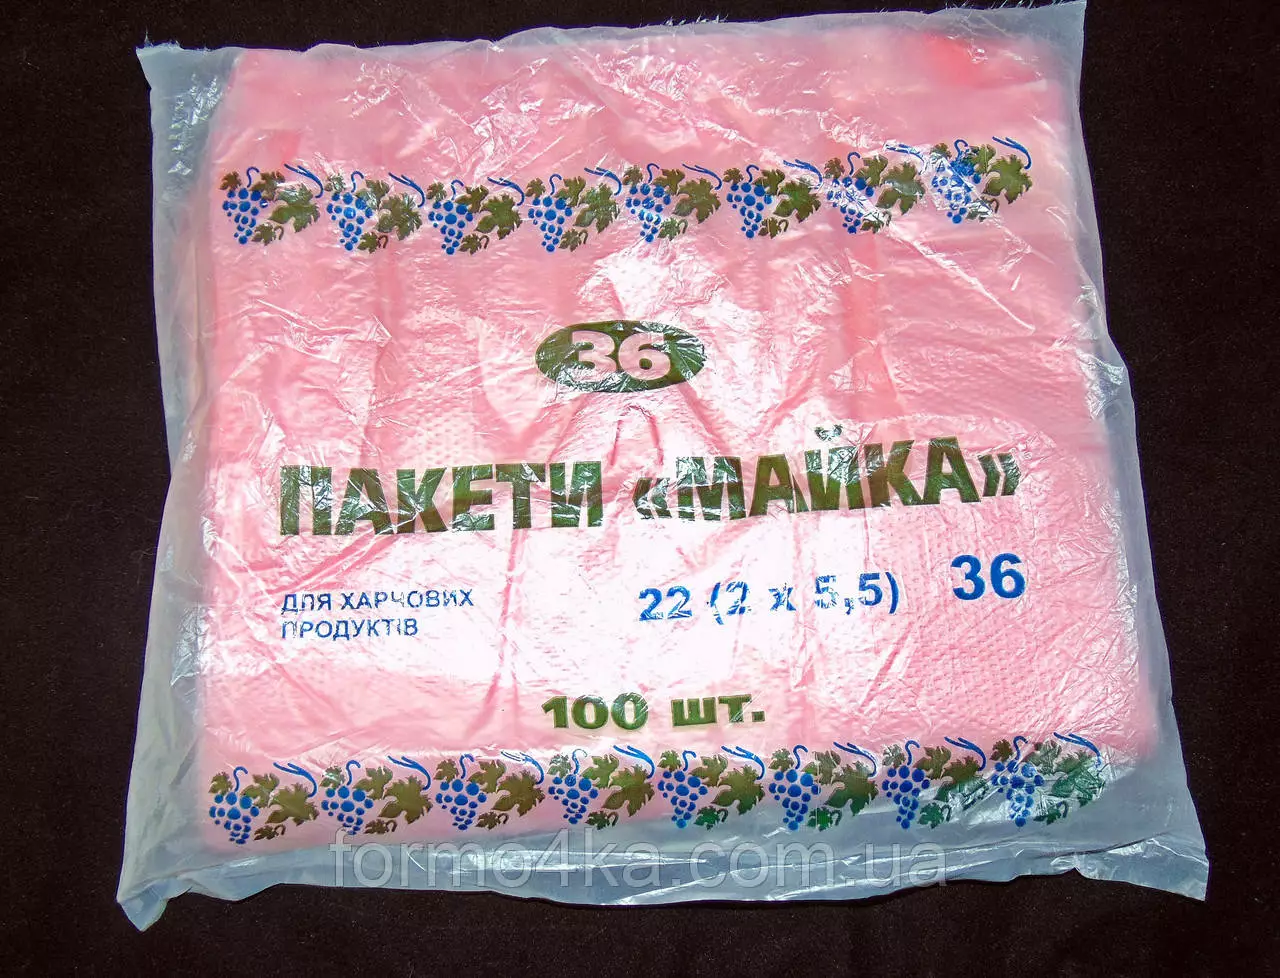 36
ПАКЕТИ «МАЙКА»
ДЛЯ ХАРЧОВИХ
ПРОДУКТІВ
22 (2 х 5,5) 36
100 шт.
formo4ka.com.ua